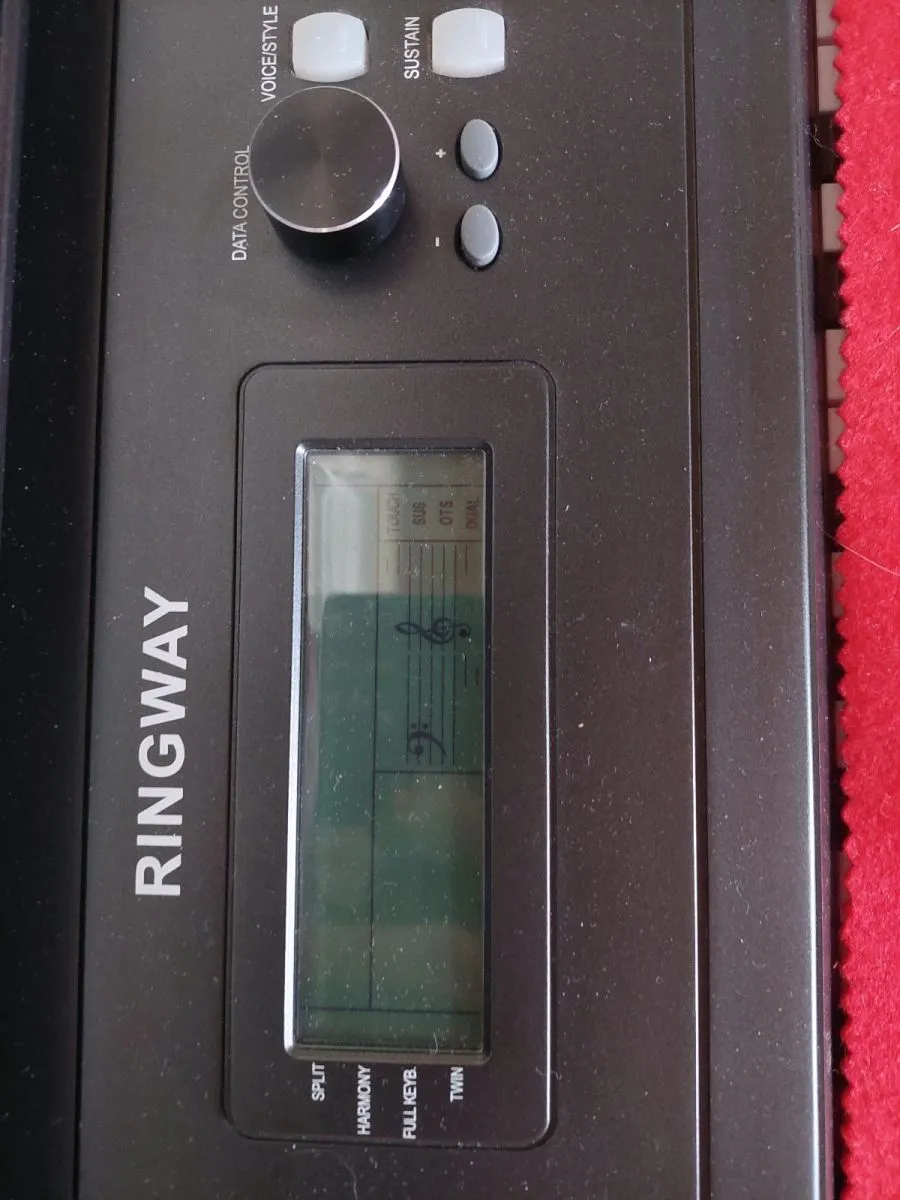 RINGWAY
SPLIT
HARMONY
FULL KEYB.
TWIN
TOUCH
SUS
OTS
DUAL
DATA CONTROL
-
+
VOICE/STYLE
SUSTAIN